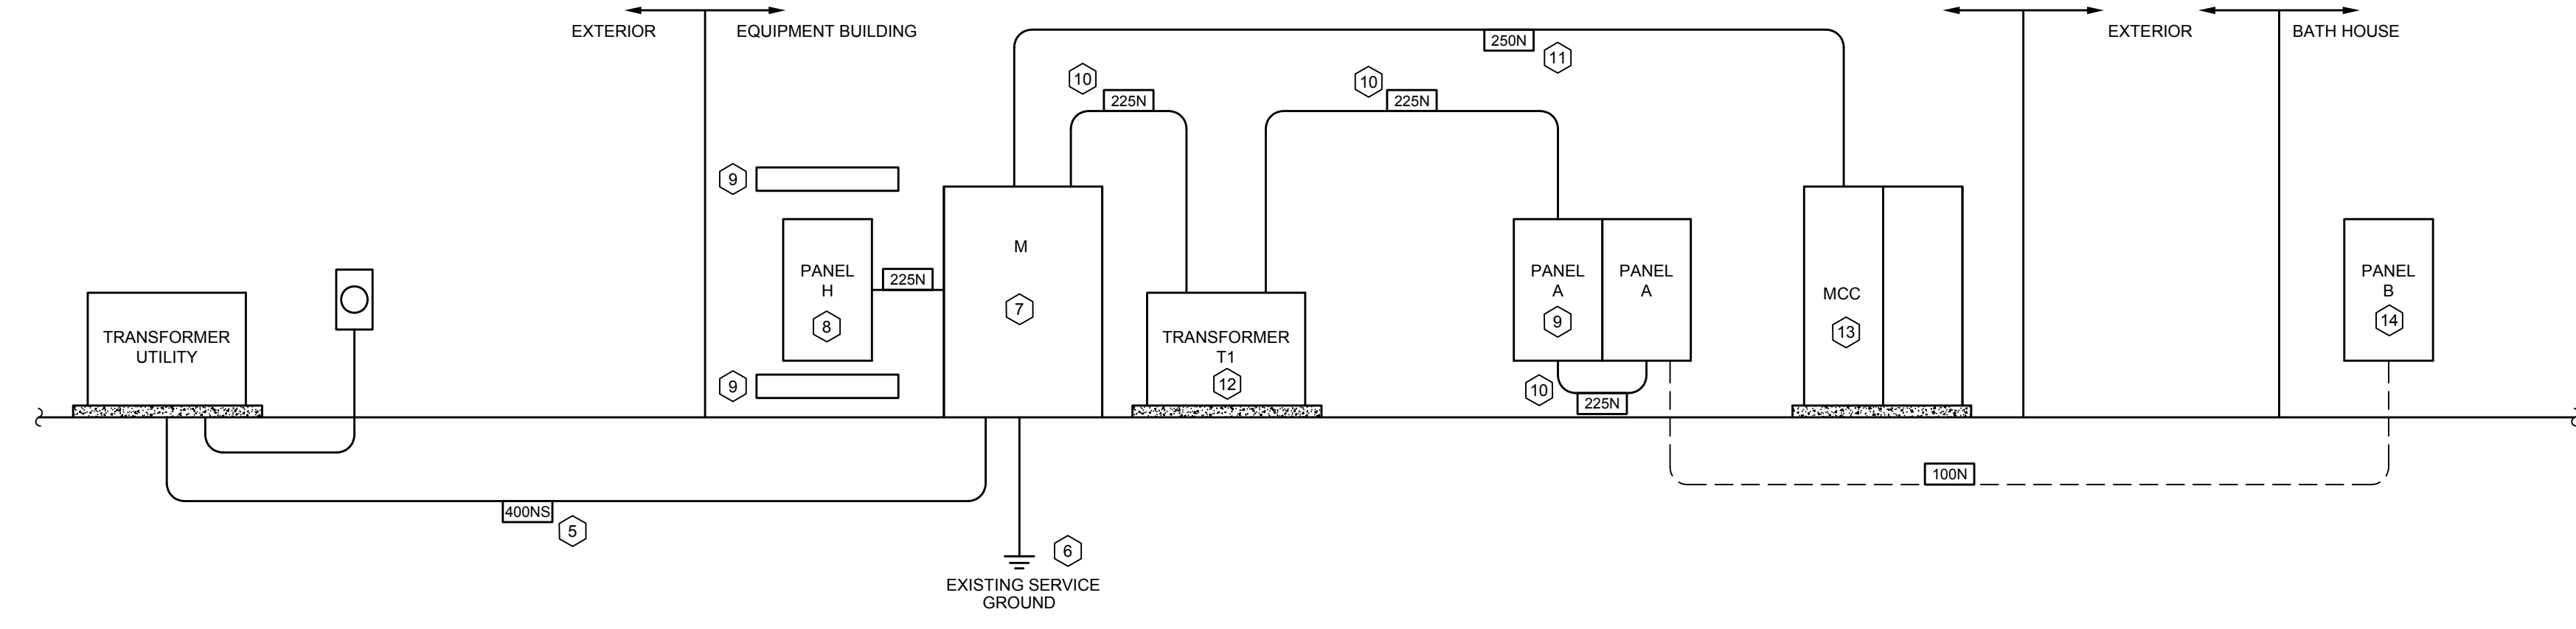 EXTERIOR
EQUIPMENT BUILDING
EXTERIOR
BATH HOUSE
250N
11
10
225N
10
225N
9
PANEL
H
8
225N
M
7
TRANSFORMER
UTILITY
TRANSFORMER
T1
12
PANEL
A
9
PANEL
A
MCC
13
PANEL
B
14
9
10
225N
100N
400NS
5
6
EXISTING SERVICE
GROUND